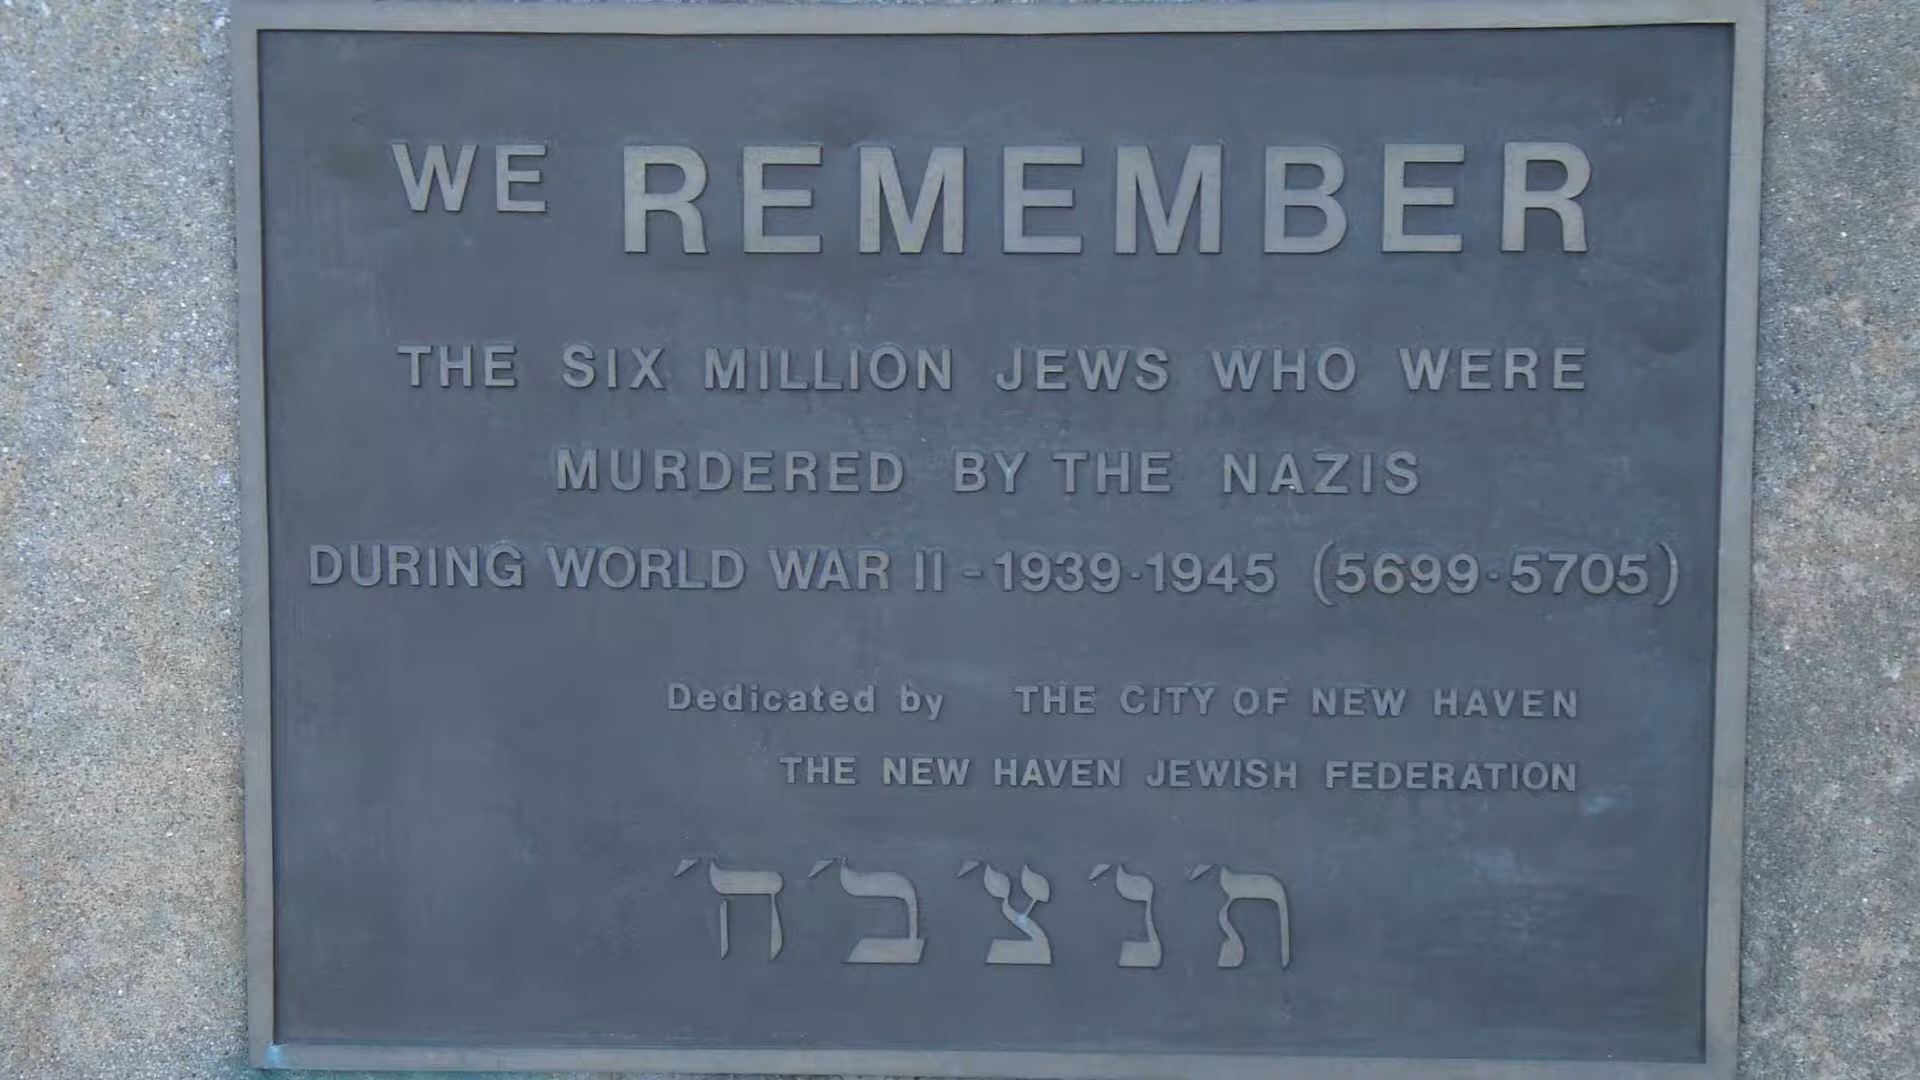 WE REMEMBER
THE SIX MILLION JEWS WHO WERE
MURDERED BY THE NAZIS
DURING WORLD WAR II - 1939-1945 (5699-5705)
Dedicated by THE CITY OF NEW HAVEN
THE NEW HAVEN JEWISH FEDERATION
ת׳נ׳צ׳ב׳ה׳